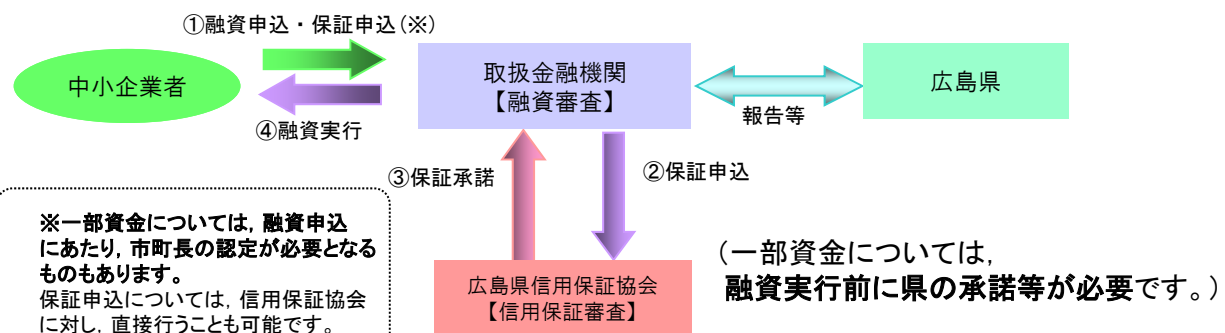 ①融資申込・保証申込(※)
中小企業者
取扱金融機関
【融資審査】
広島県
報告等
④融資実行
③保証承諾
②保証申込
※一部資金については，融資申込
にあたり，市町長の認定が必要となる
ものもあります。
保証申込については，信用保証協会
に対し，直接行うことも可能です。
広島県信用保証協会
【信用保証審査】
(一部資金については，
融資実行前に県の承諾等が必要です。)